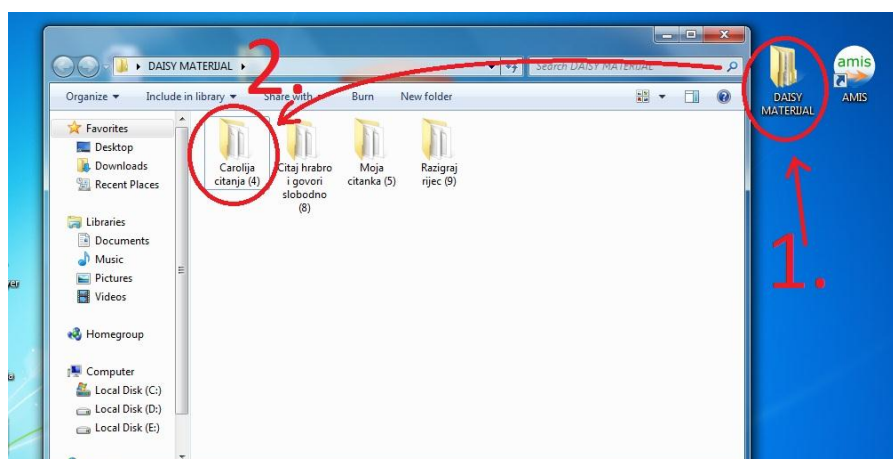 DAISY MATERIJAL
Search DAISY MATERIJAL
2.
Organize
Include in library
Share with
Burn
New folder
Favorites
Desktop
Downloads
Recent Places
Libraries
Documents
Music
Pictures
Videos
Homegroup
Computer
Local Disk (C:)
Local Disk (D:)
Local Disk (E:)
Carolija
citanja (4)
Citaj hrabro
i govori
slobodno
(8)
Moja
citanka (5)
Razigraj
rijec (9)
DAISY
MATERIJAL
amis
AMIS
1.